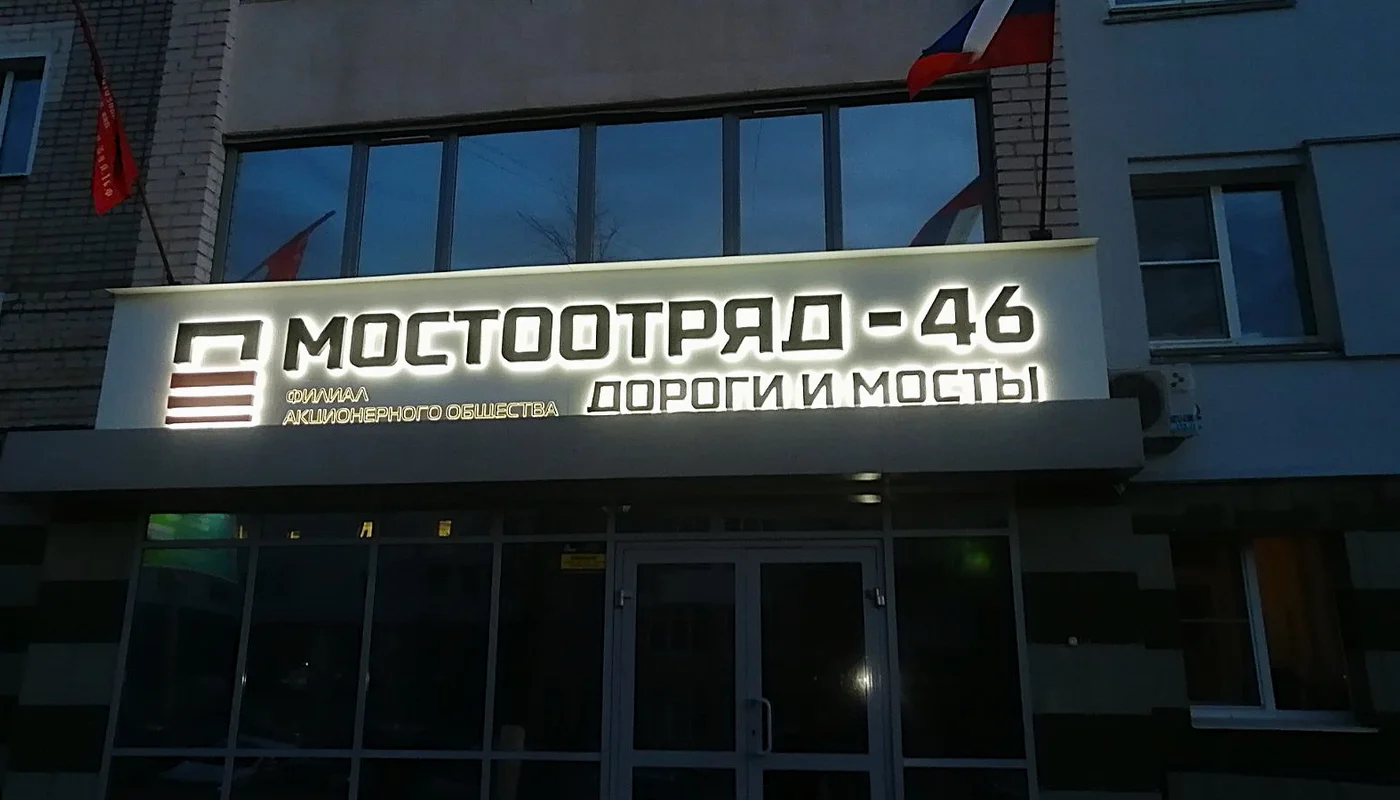 МОСТООТРЯД - 46
ФИЛИАЛ
АКЦИОНЕРНОГО ОБЩЕСТВА
ДОРОГИ И МОСТЫ